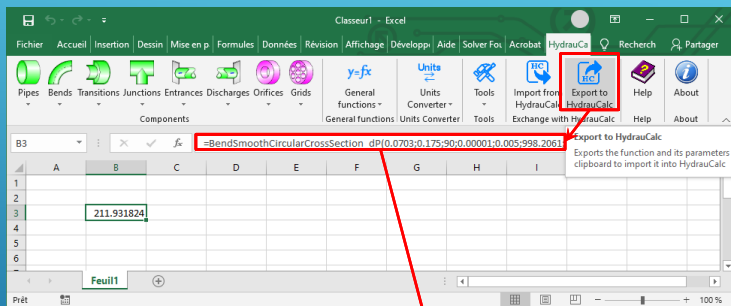 Classeur1 - Excel
Fichier Accueil Insertion Dessin Mise en p Formules Données Révision Affichage Développ Aide Solver Fou Acrobat HydrauCa Recherch Partager
HC HC
y=fx Units
Pipes Bends Transitions Junctions Entrances Discharges Orifices Grids General Units Tools Import from Export to Help About
functions Converter HydrauCalc HydrauCalc
Components General functions Units Converter Tools Exchange with HydrauCalc Help About
B3 fx =BendSmoothCircularCrossSection_dP(0.0703;0.175;90;0.00001;0.005;998.2061
Export to HydrauCalc
Exports the function and its parameters
clipboard to import it into HydrauCalc
A B C D E F G H I
1
2
3 211.931824
4
5
6
7
Feuil1
Prêt 100 %